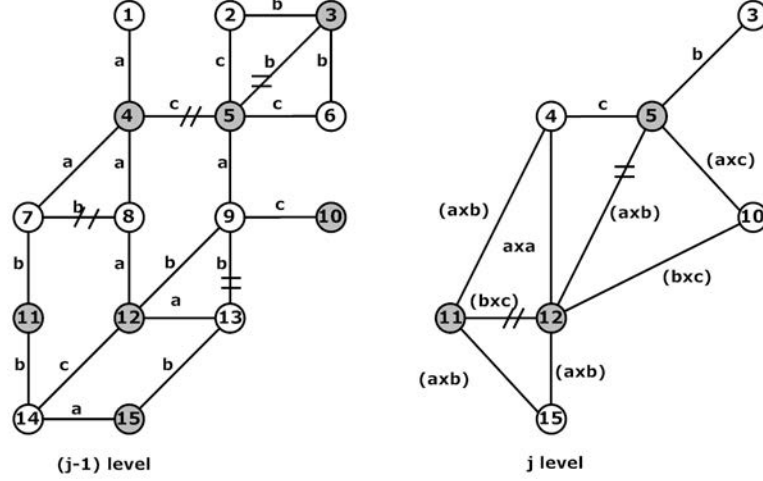 1 2 b 3
3
a c b b b
4 c 5 c 6
4 c 5
a a a
(axc)
7 b 8 9 c 10
(axb) axa (axb) 10
b a b b
(bxc)
11 12 a 13
11 (bxc) 12
b c b
(axb) (axb)
14 a 15
15
(j-1) level
j level